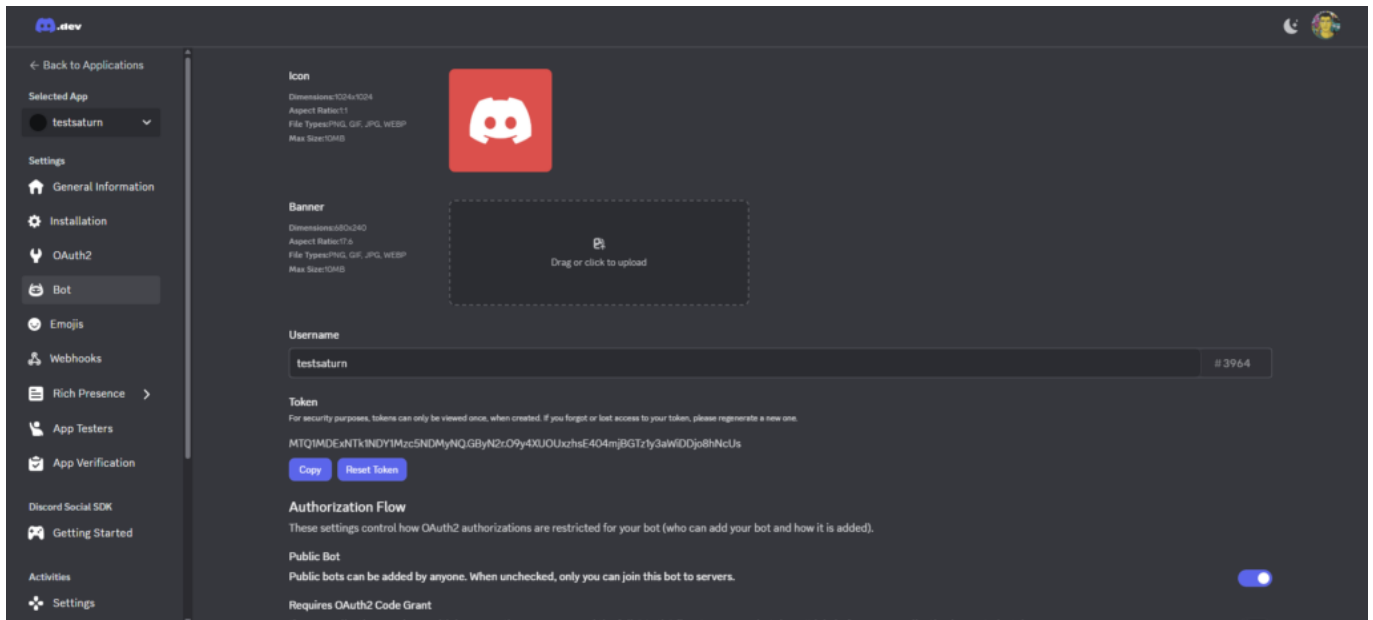 .dev
← Back to Applications
Selected App
testsaturn
Settings
General Information
Installation
OAuth2
Bot
Emojis
Webhooks
Rich Presence
App Testers
App Verification
Discord Social SDK
Getting Started
Activities
Settings
Icon
Dimensions:1024x1024
Aspect Ratio:1:1
File Types:PNG, GIF, JPG, WEBP
Max Size:10MB
Banner
Dimensions:680x240
Aspect Ratio:17:6
File Types:PNG, GIF, JPG, WEBP
Max Size:10MB
Drag or click to upload
Username
testsaturn
#3964
Token
For security purposes, tokens can only be viewed once, when created. If you forgot or lost access to your token, please regenerate a new one.
Copy
Reset Token
Authorization Flow
These settings control how OAuth2 authorizations are restricted for your bot (who can add your bot and how it is added).
Public Bot
Public bots can be added by anyone. When unchecked, only you can join this bot to servers.
Requires OAuth2 Code Grant